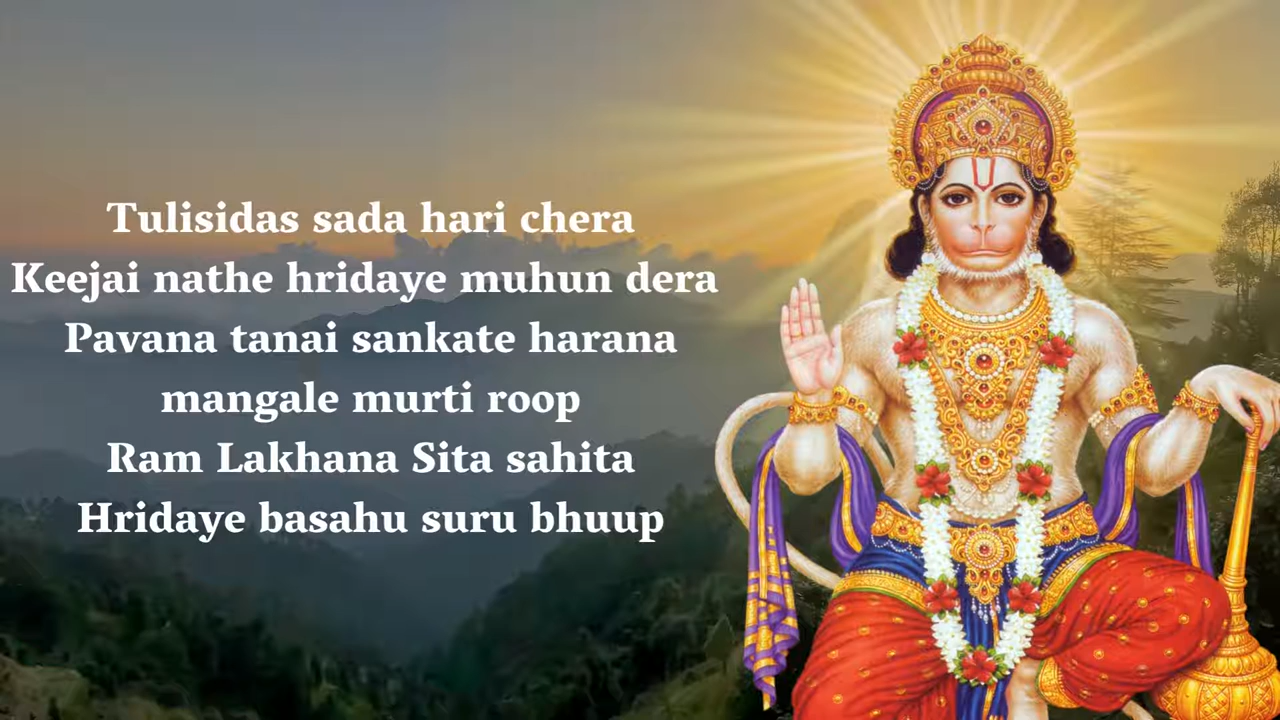 Tulisidas sada hari chera
Keejai nathe hridaye muhun dera
Pavana tanai sankate harana
mangale murti roop
Ram Lakhana Sita sahita
Hridaye basahu suru bhuup